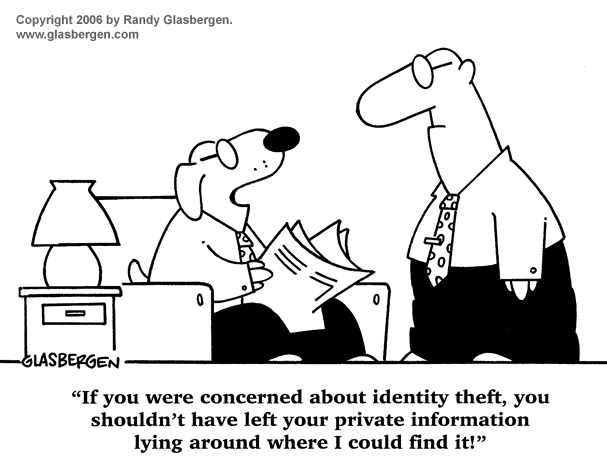 Copyright 2006 by Randy Glasbergen.
www.glasbergen.com
GLASBERGEN
“If you were concerned about identity theft, you
shouldn’t have left your private information
lying around where I could find it!”